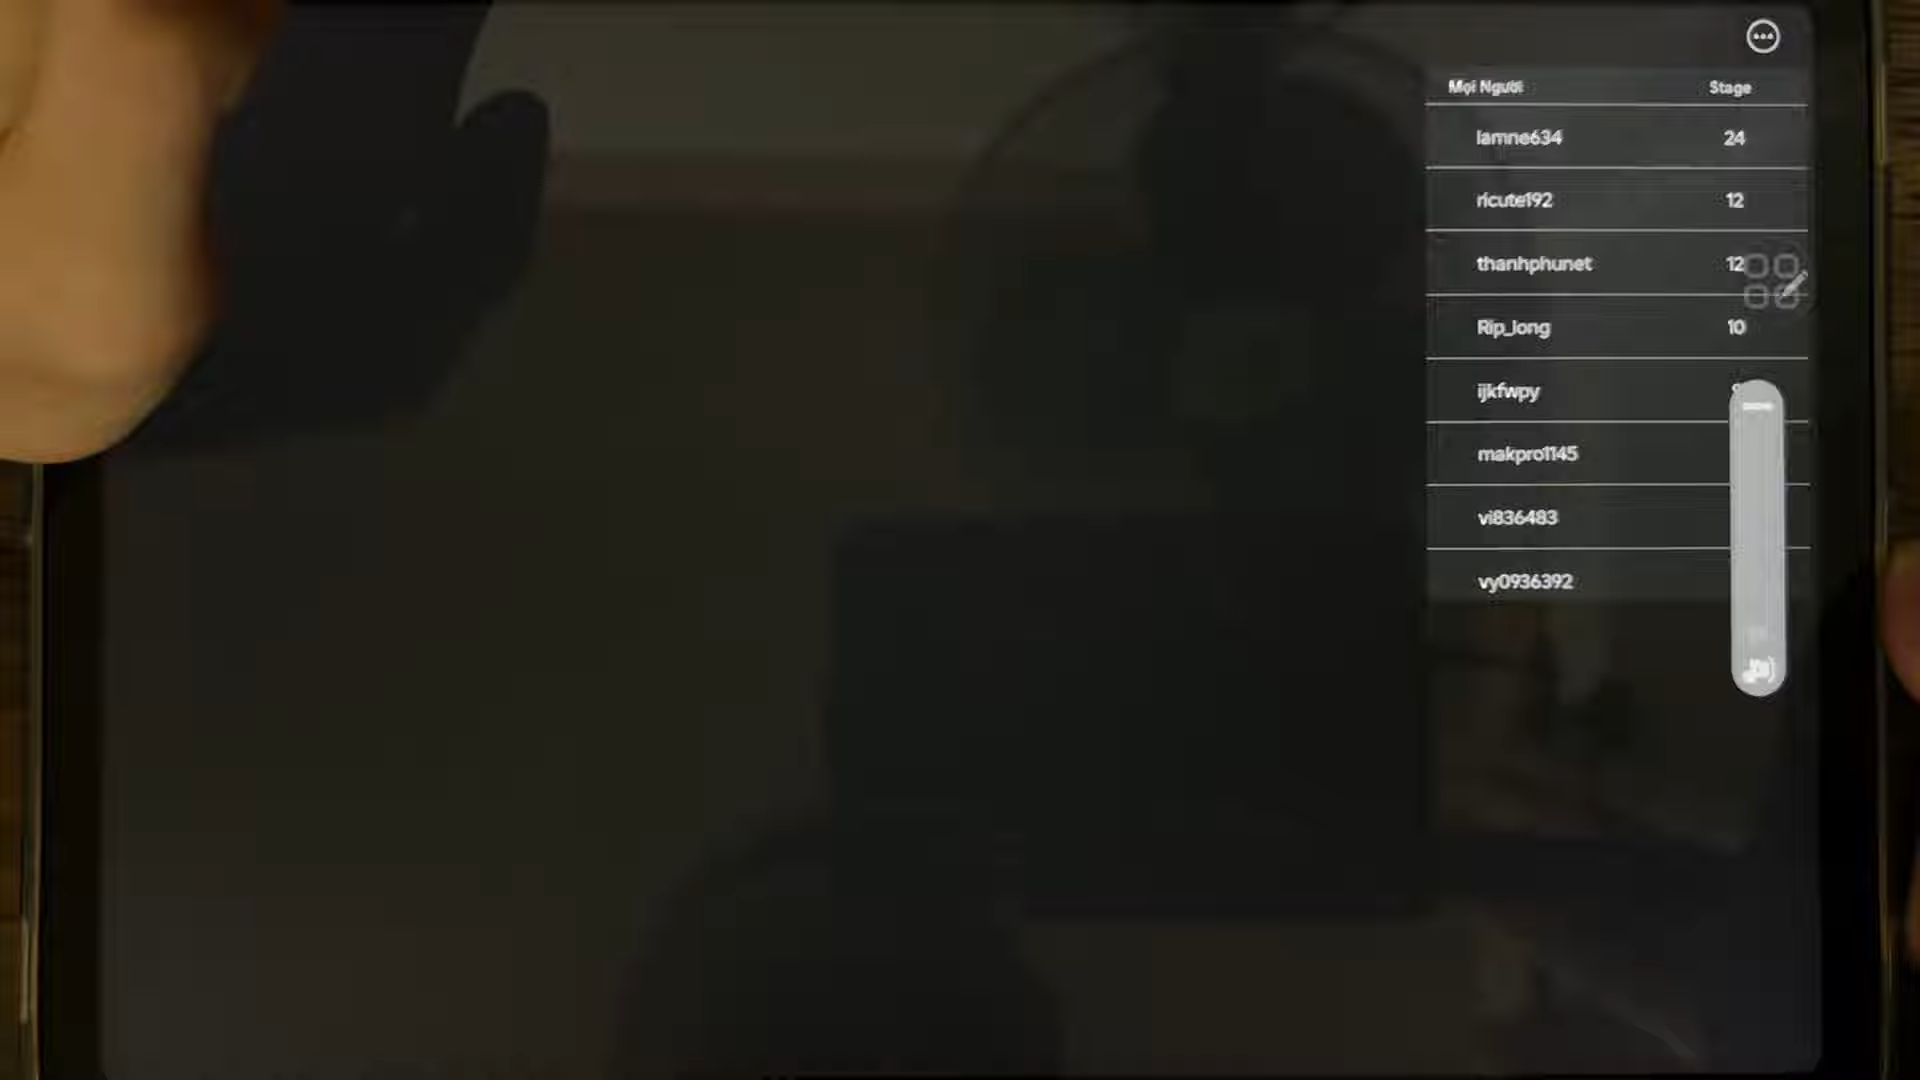 Mọi Người Stage
lamne634 24
ricute192 12
thanhphunet 12
Rip_long 10
ijkfwpy
makpro1145
vi836483
vy0936392